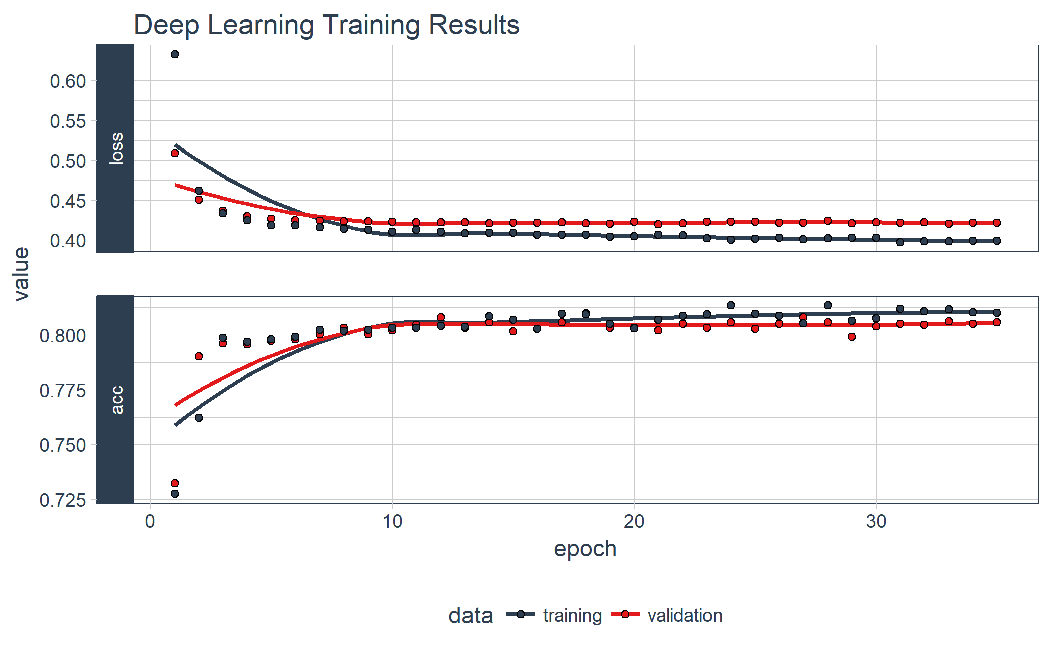 Deep Learning Training Results
value
loss
0.60
0.55
0.50
0.45
0.40
acc
0.800
0.775
0.750
0.725
0 10 20 30
epoch
data training validation